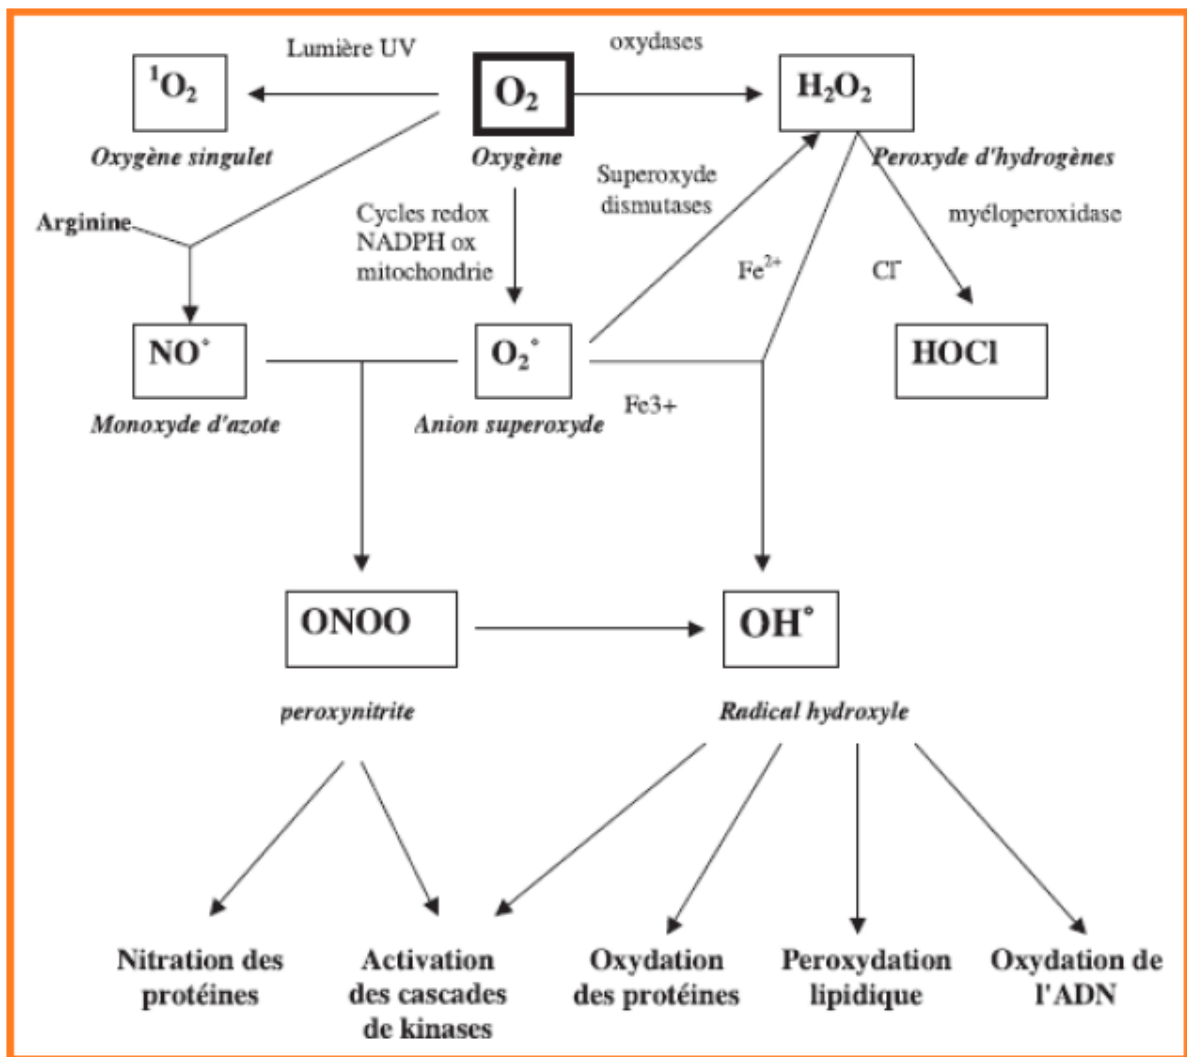 Lumière UV
oxydases
¹O₂
O₂
H₂O₂
Oxygène singulet
Oxygène
Peroxyde d'hydrogènes
Arginine
Cycles redox
NADPH ox
mitochondrie
Superoxyde
dismutases
myéloperoxidase
Fe²⁺
Cl⁻
NO°
O₂°
HOCl
Monoxyde d'azote
Anion superoxyde
Fe3+
ONOO
OH°
peroxynitrite
Radical hydroxyle
Nitration des
protéines
Activation
des cascades
de kinases
Oxydation
des protéines
Peroxydation
lipidique
Oxydation de
l'ADN